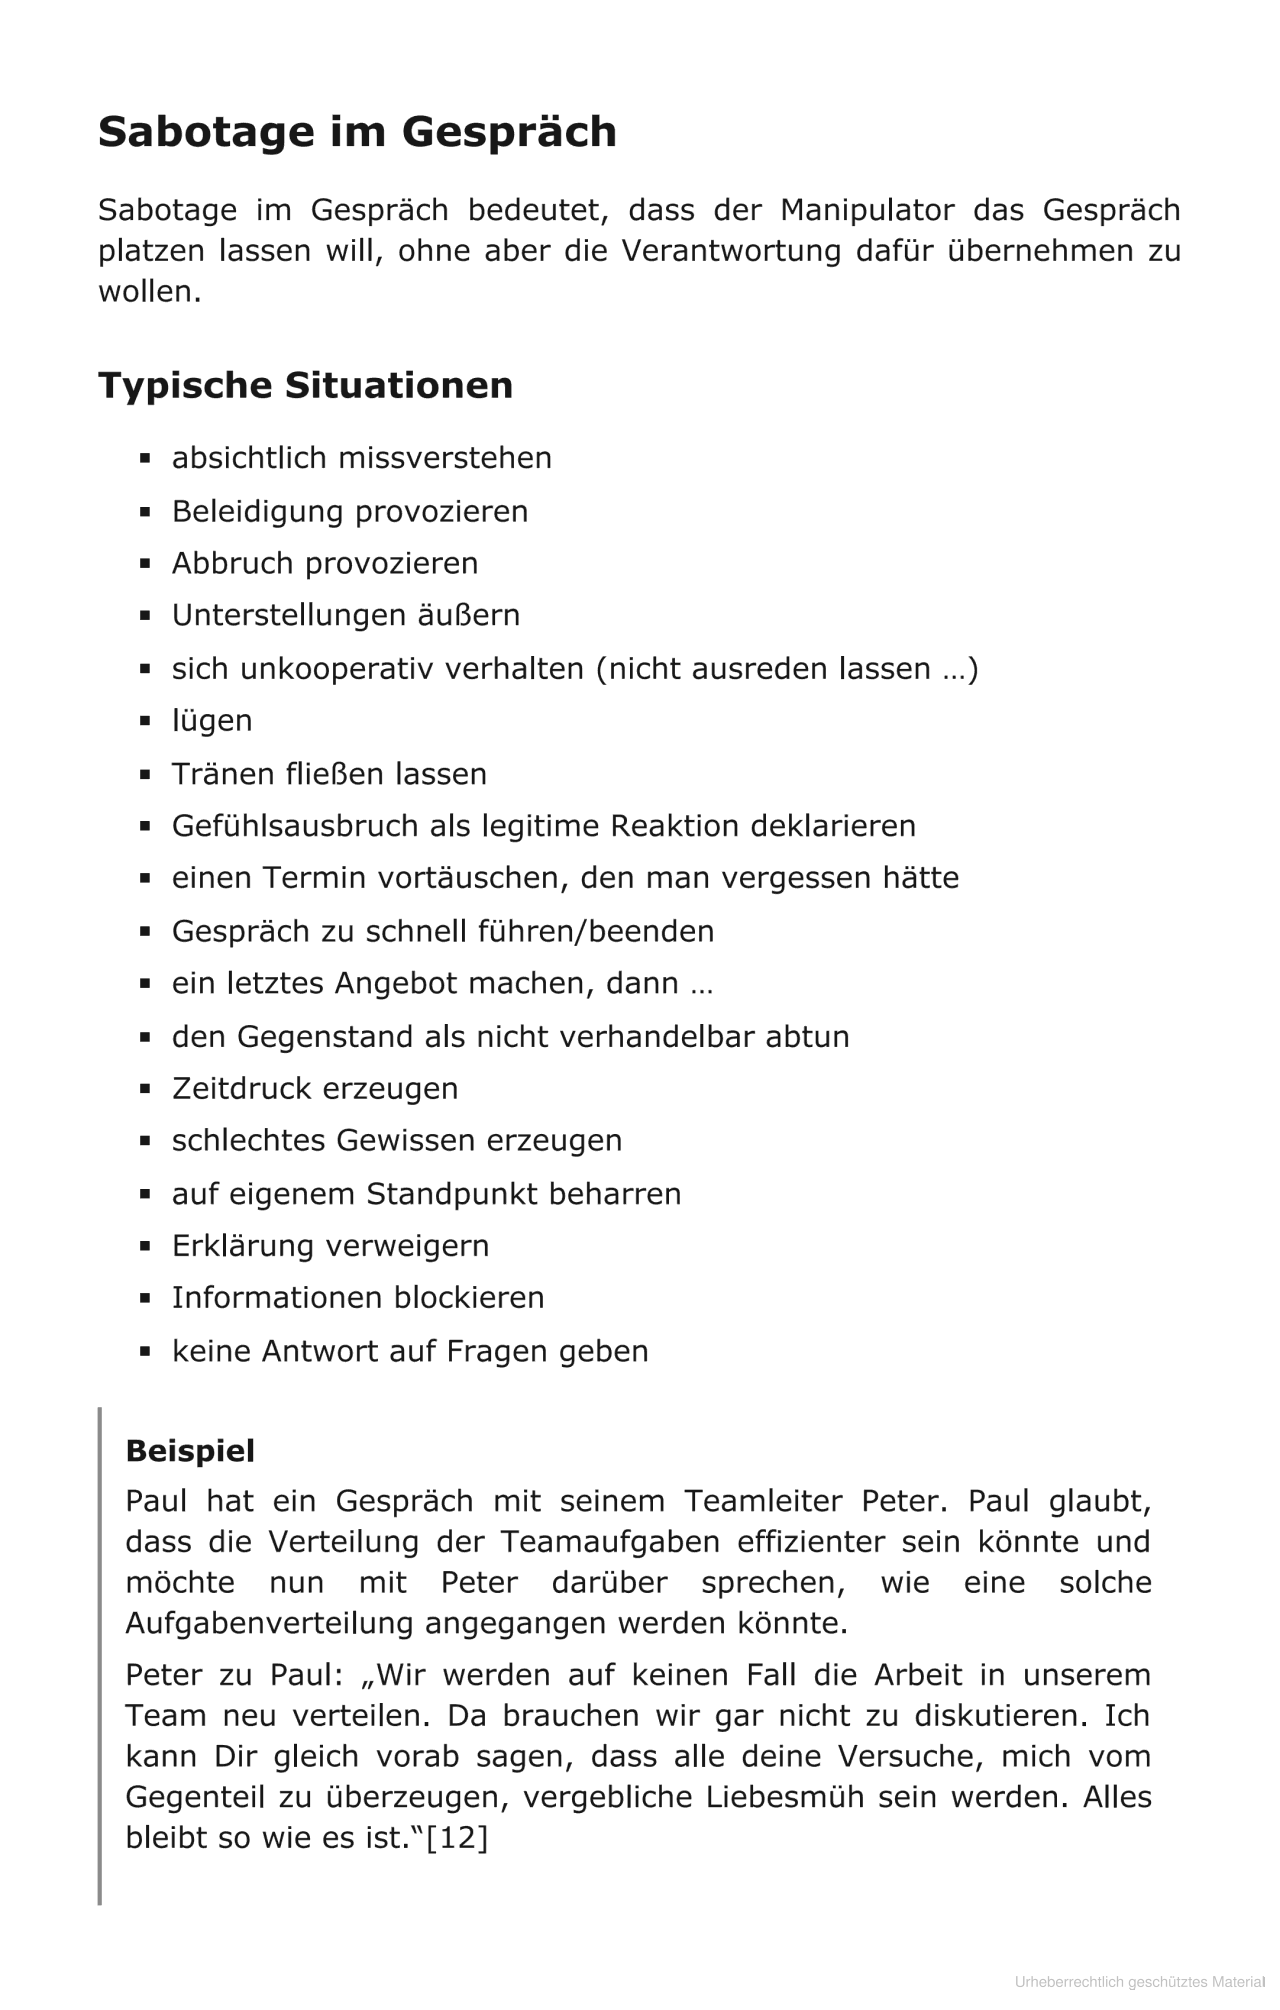 Sabotage im Gespräch
Sabotage im Gespräch bedeutet, dass der Manipulator das Gespräch
platzen lassen will, ohne aber die Verantwortung dafür übernehmen zu
wollen.
Typische Situationen
▪ absichtlich missverstehen
▪ Beleidigung provozieren
▪ Abbruch provozieren
▪ Unterstellungen äußern
▪ sich unkooperativ verhalten (nicht ausreden lassen …)
▪ lügen
▪ Tränen fließen lassen
▪ Gefühlsausbruch als legitime Reaktion deklarieren
▪ einen Termin vortäuschen, den man vergessen hätte
▪ Gespräch zu schnell führen/beenden
▪ ein letztes Angebot machen, dann …
▪ den Gegenstand als nicht verhandelbar abtun
▪ Zeitdruck erzeugen
▪ schlechtes Gewissen erzeugen
▪ auf eigenem Standpunkt beharren
▪ Erklärung verweigern
▪ Informationen blockieren
▪ keine Antwort auf Fragen geben
Beispiel
Paul hat ein Gespräch mit seinem Teamleiter Peter. Paul glaubt,
dass die Verteilung der Teamaufgaben effizienter sein könnte und
möchte nun mit Peter darüber sprechen, wie eine solche
Aufgabenverteilung angegangen werden könnte.
Peter zu Paul: „Wir werden auf keinen Fall die Arbeit in unserem
Team neu verteilen. Da brauchen wir gar nicht zu diskutieren. Ich
kann Dir gleich vorab sagen, dass alle deine Versuche, mich vom
Gegenteil zu überzeugen, vergebliche Liebesmüh sein werden. Alles
bleibt so wie es ist.“[12]
Urheberrechtlich geschütztes Material